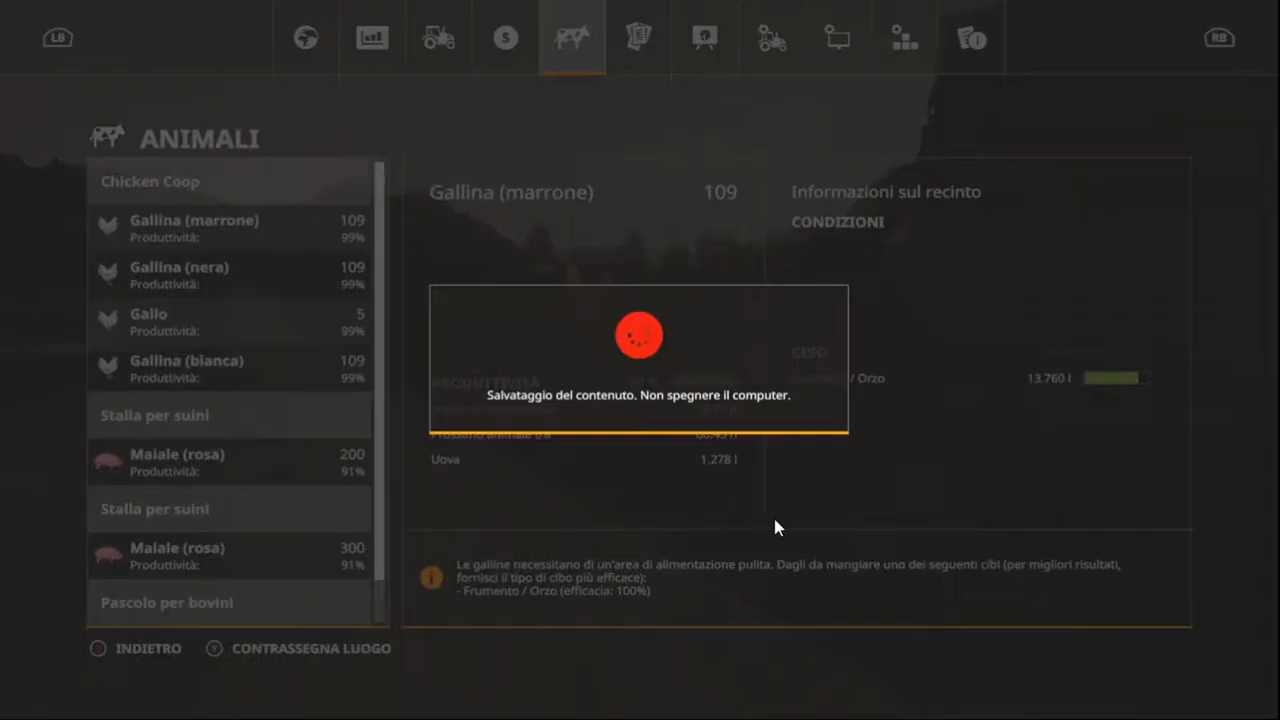 LB
RB
ANIMALI
Chicken Coop
Gallina (marrone) 109
Produttività: 99%
Gallina (nera) 109
Produttività: 99%
Gallo 5
Produttività: 99%
Gallina (bianca) 109
Produttività: 99%
Stalla per suini
Maiale (rosa) 200
Produttività: 91%
Stalla per suini
Maiale (rosa) 300
Produttività: 91%
Pascolo per bovini
Gallina (marrone) 109
PRODUTTIVITÀ
Prossimo animale tra
Uova 1.278 l
Informazioni sul recinto
CONDIZIONI
CIBO
/ Orzo 13.760 l
Salvataggio del contenuto. Non spegnere il computer.
Le galline necessitano di un'area di alimentazione pulita. Dagli da mangiare uno dei seguenti cibi (per migliori risultati,
fornisci il tipo di cibo più efficace):
- Frumento / Orzo (efficacia: 100%)
INDIETRO
Y CONTRASSEGNA LUOGO